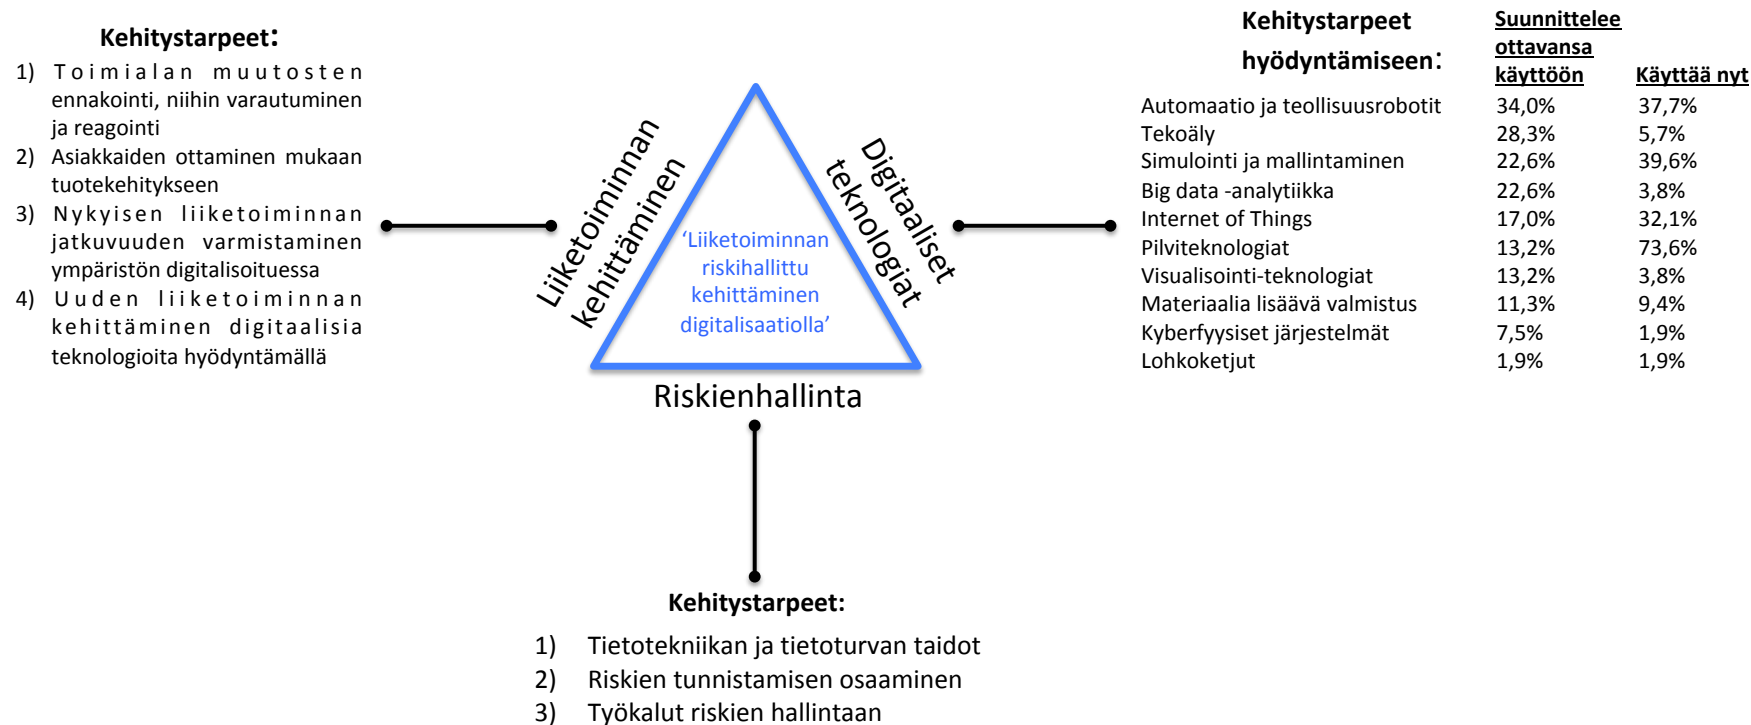 Kehitystarpeet:
1) Toimialan muutosten
ennakointi, niihin varautuminen
ja reagointi
2) Asiakkaiden ottaminen mukaan
tuotekehitykseen
3) Nykyisen liiketoiminnan
jatkuvuuden varmistaminen
ympäristön digitalisoituessa
4) Uuden liiketoiminnan
kehittäminen digitaalisia
teknologioita hyödyntämällä
Liiketoiminnan
kehittäminen
'Liiketoiminnan
riskihallittu
kehittäminen
digitalisaatiolla'
Digitaaliset
teknologiat
Riskienhallinta
Kehitystarpeet
hyödyntämiseen:
Suunnittelee
ottavansa
käyttöön
Käyttää nyt
Automaatio ja teollisuusrobotit 34,0% 37,7%
Tekoäly 28,3% 5,7%
Simulointi ja mallintaminen 22,6% 39,6%
Big data -analytiikka 22,6% 3,8%
Internet of Things 17,0% 32,1%
Pilviteknologiat 13,2% 73,6%
Visualisointi-teknologiat 13,2% 3,8%
Materiaalia lisäävä valmistus 11,3% 9,4%
Kyberfyysiset järjestelmät 7,5% 1,9%
Lohkoketjut 1,9% 1,9%
Kehitystarpeet:
1) Tietotekniikan ja tietoturvan taidot
2) Riskien tunnistamisen osaaminen
3) Työkalut riskien hallintaan